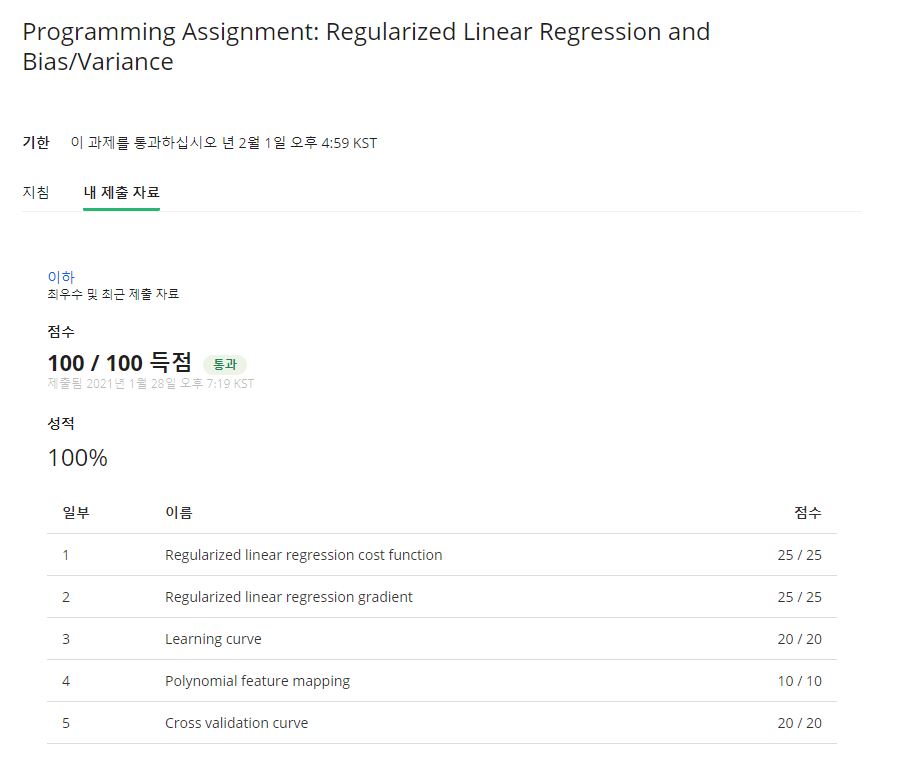 Programming Assignment: Regularized Linear Regression and
Bias/Variance
기한 이 과제를 통과하십시오 년 2월 1일 오후 4:59 KST
지침 내 제출 자료
이하
최우수 및 최근 제출 자료
점수
100 / 100 득점 통과
제출됨 2021년 1월 28일 오후 7:19 KST
성적
100%
일부 이름 점수
1 Regularized linear regression cost function 25 / 25
2 Regularized linear regression gradient 25 / 25
3 Learning curve 20 / 20
4 Polynomial feature mapping 10 / 10
5 Cross validation curve 20 / 20